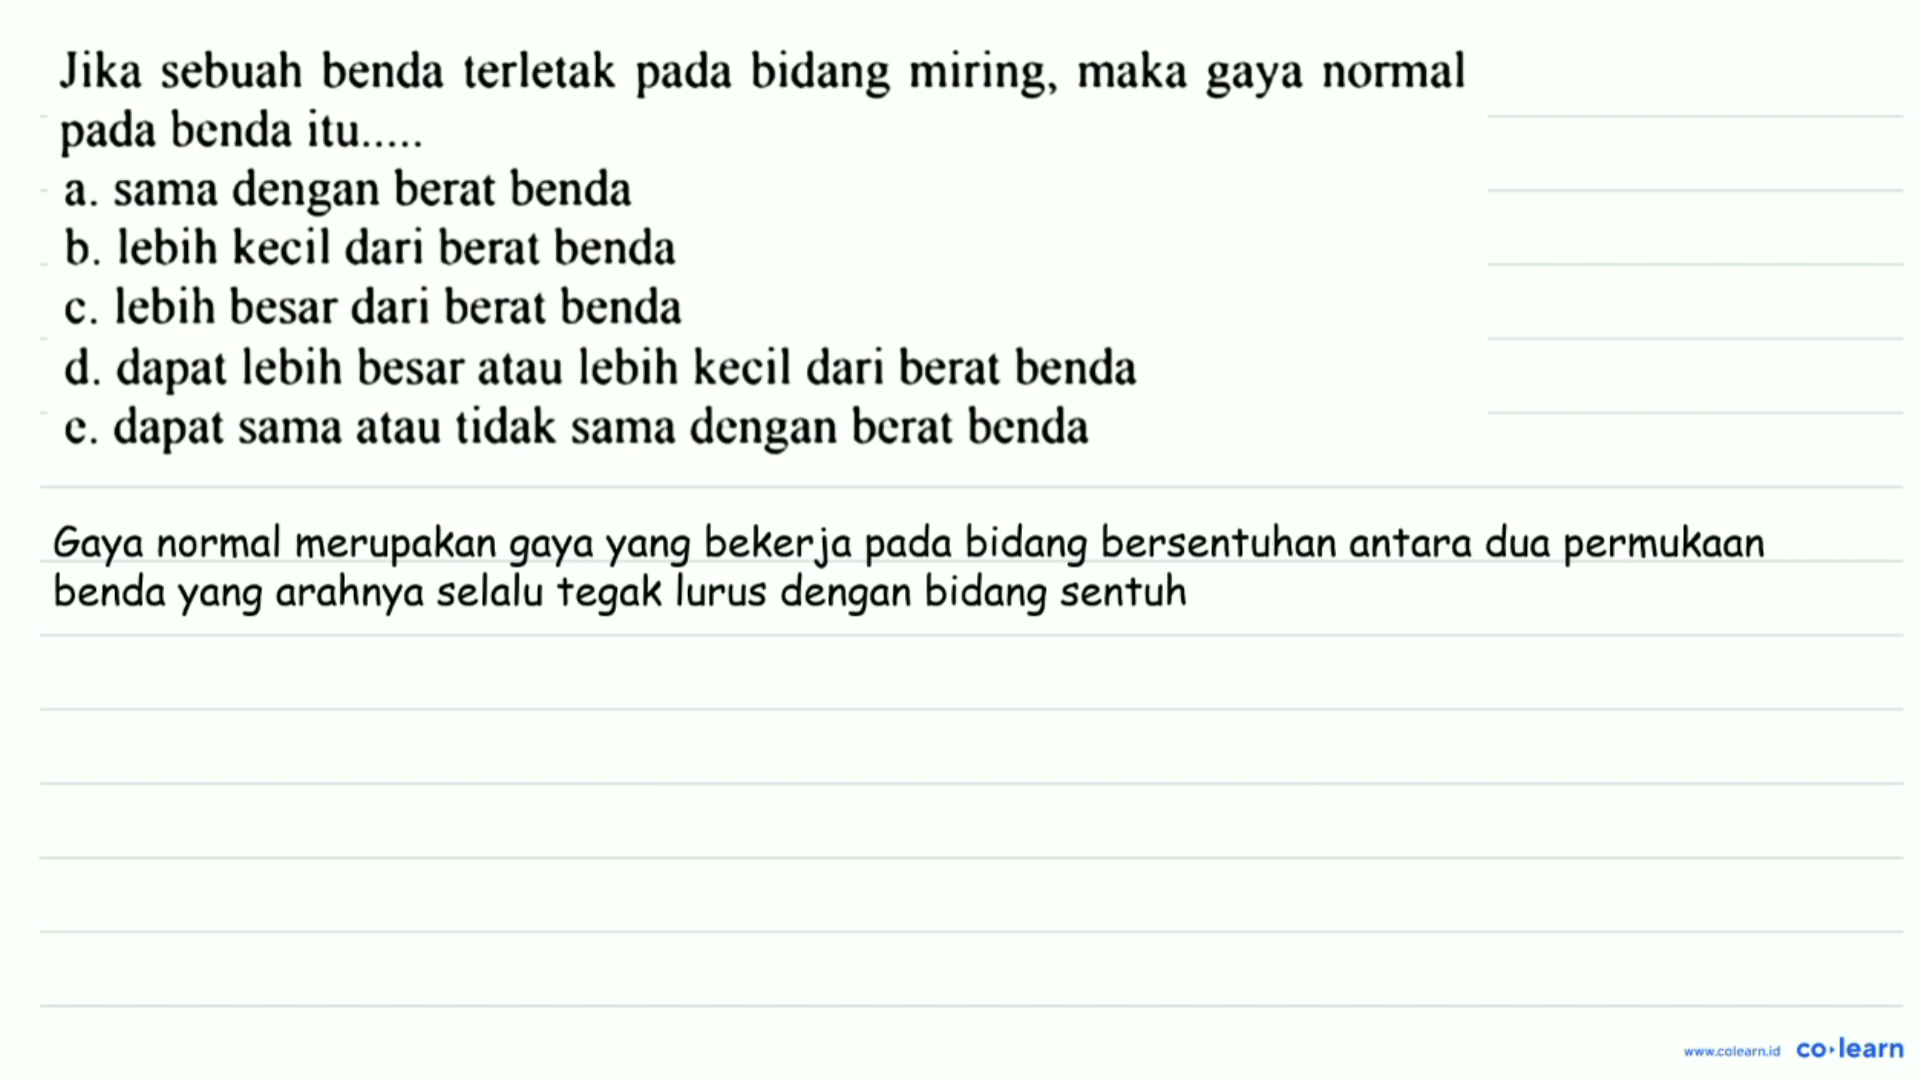 Jika sebuah benda terletak pada bidang miring, maka gaya normal
pada benda itu.....
a. sama dengan berat benda
b. lebih kecil dari berat benda
c. lebih besar dari berat benda
d. dapat lebih besar atau lebih kecil dari berat benda
e. dapat sama atau tidak sama dengan berat benda
Gaya normal merupakan gaya yang bekerja pada bidang bersentuhan antara dua permukaan
benda yang arahnya selalu tegak lurus dengan bidang sentuh
www.colearn.id co·learn